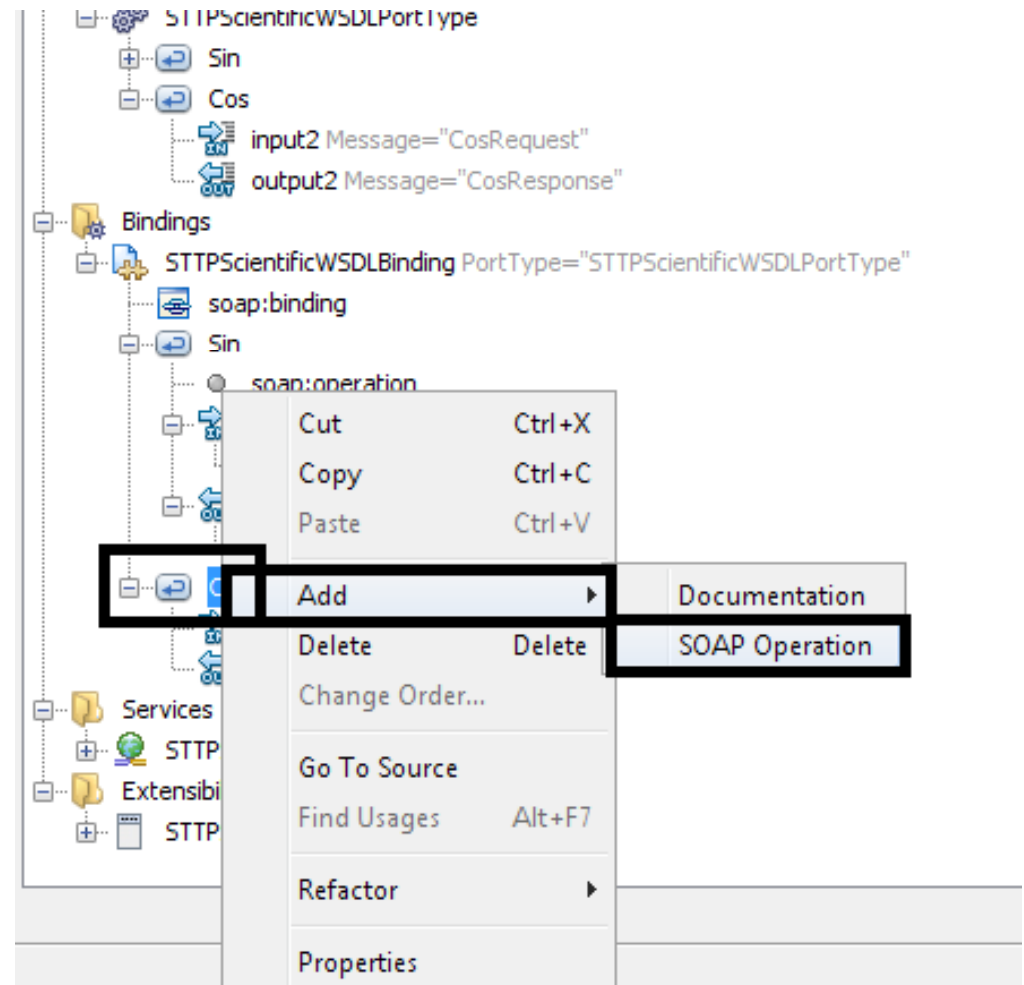 STTPScientificWSDLPortType
Sin
Cos
IN input2 Message="CosRequest"
OUT output2 Message="CosResponse"
Bindings
STTPScientificWSDLBinding PortType="STTPScientificWSDLPortType"
soap:binding
Sin
soap:operation
Cut Ctrl+X
Copy Ctrl+C
Paste Ctrl+V
Add Documentation
Delete Delete SOAP Operation
Change Order...
Services
STTP
Go To Source
Extensibi
Find Usages Alt+F7
STTP
Refactor
Properties